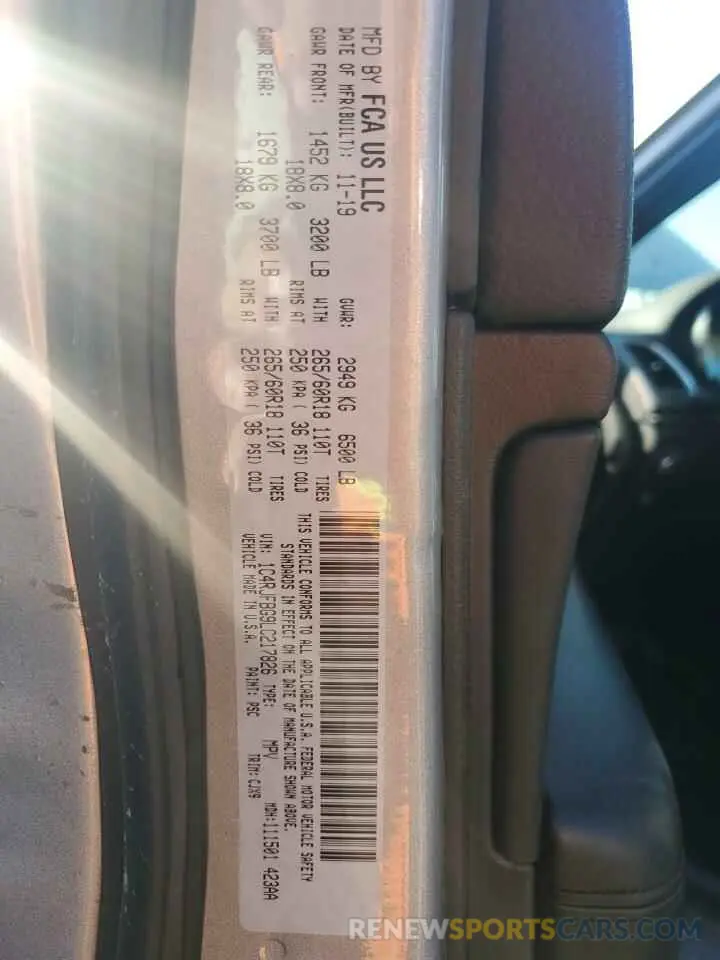 MFD BY FCA US LLC
DATE OF MFR(BUILT): 11-19 GVWR: 2949 KG 6500 LB
GAWR FRONT: 1452 KG 3200 LB WITH 265/60R18 110T TIRES
18X8.0 RIMS AT 250 KPA ( 36 PSI) COLD
GAWR REAR: 1679 KG 3700 LB WITH 265/60R18 110T TIRES
18X8.0 RIMS AT 250 KPA ( 36 PSI) COLD
THIS VEHICLE CONFORMS TO ALL APPLICABLE U.S.A. FEDERAL MOTOR VEHICLE SAFETY
STANDARDS IN EFFECT ON THE DATE OF MANUFACTURE SHOWN ABOVE.
VIN: 1C4RJFBG9LC217826 TYPE: MPV MDH:111501 423AA
VEHICLE MADE IN U.S.A. PAINT: PSC TRIM:CJX9
RENEWSPORTSCARS.COM